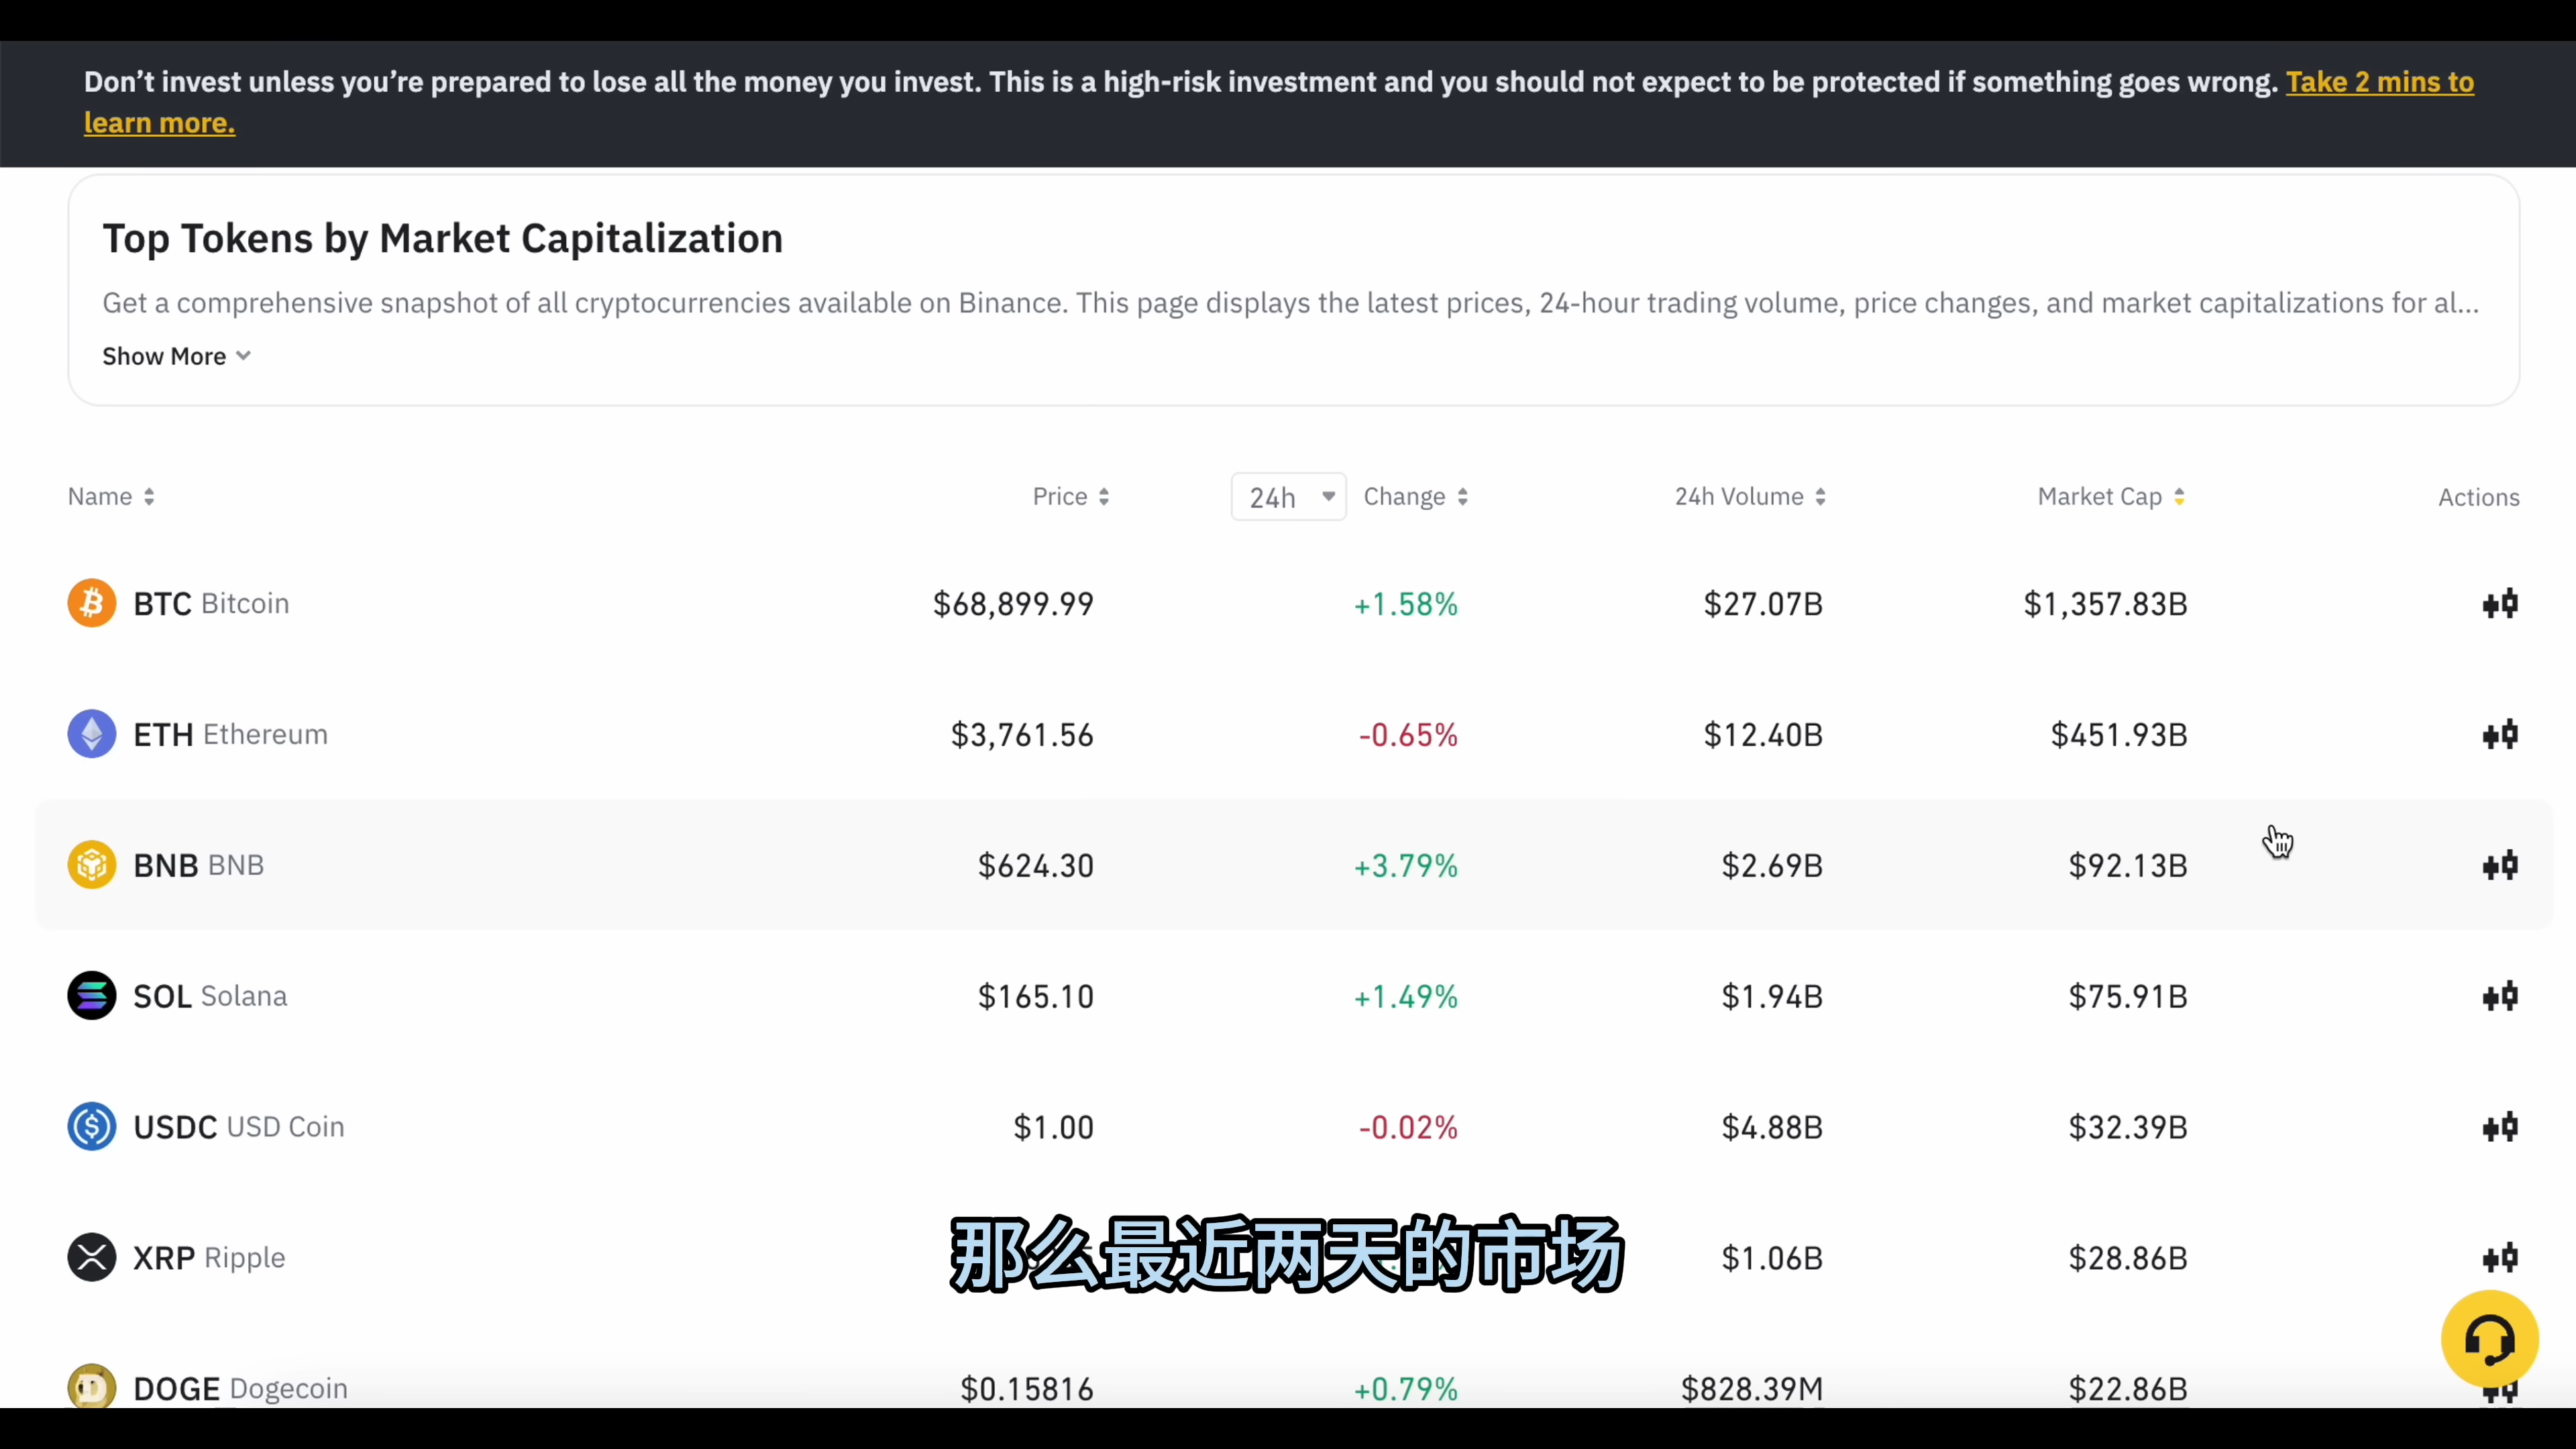 Don't invest unless you're prepared to lose all the money you invest. This is a high-risk investment and you should not expect to be protected if something goes wrong. Take 2 mins to
learn more.
Top Tokens by Market Capitalization
Get a comprehensive snapshot of all cryptocurrencies available on Binance. This page displays the latest prices, 24-hour trading volume, price changes, and market capitalizations for al...
Show More
Name Price 24h Change 24h Volume Market Cap Actions
BTC Bitcoin $68,899.99 +1.58% $27.07B $1,357.83B
ETH Ethereum $3,761.56 -0.65% $12.40B $451.93B
BNB BNB $624.30 +3.79% $2.69B $92.13B
SOL Solana $165.10 +1.49% $1.94B $75.91B
USDC USD Coin $1.00 -0.02% $4.88B $32.39B
XRP Ripple $1.06B $28.86B
那么最近两天的市场
DOGE Dogecoin $0.15816 +0.79% $828.39M $22.86B